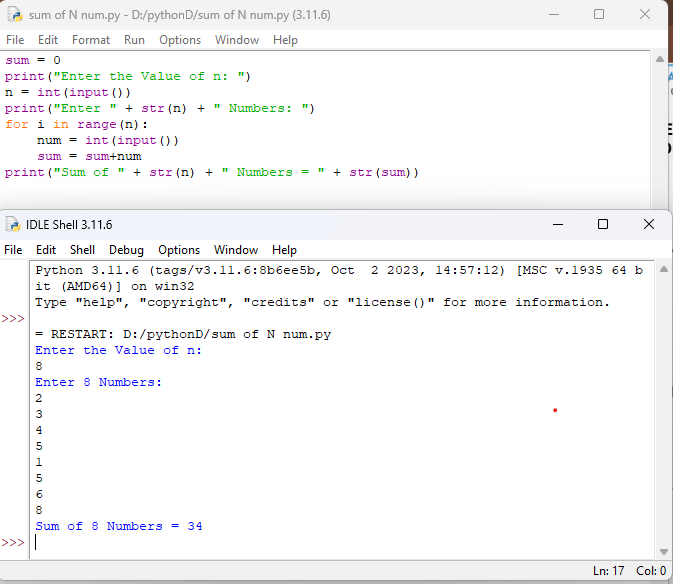 sum of N num.py - D:/pythonD/sum of N num.py (3.11.6)
File Edit Format Run Options Window Help
sum = 0
print("Enter the Value of n: ")
n = int(input())
print("Enter " + str(n) + " Numbers: ")
for i in range(n):
    num = int(input())
    sum = sum+num
print("Sum of " + str(n) + " Numbers = " + str(sum))
IDLE Shell 3.11.6
File Edit Shell Debug Options Window Help
Python 3.11.6 (tags/v3.11.6:8b6ee5b, Oct  2 2023, 14:57:12) [MSC v.1935 64 b
it (AMD64)] on win32
Type "help", "copyright", "credits" or "license()" for more information.
>>>
= RESTART: D:/pythonD/sum of N num.py
Enter the Value of n:
8
Enter 8 Numbers:
2
3
4
5
1
5
6
8
Sum of 8 Numbers = 34
>>>
Ln: 17 Col: 0